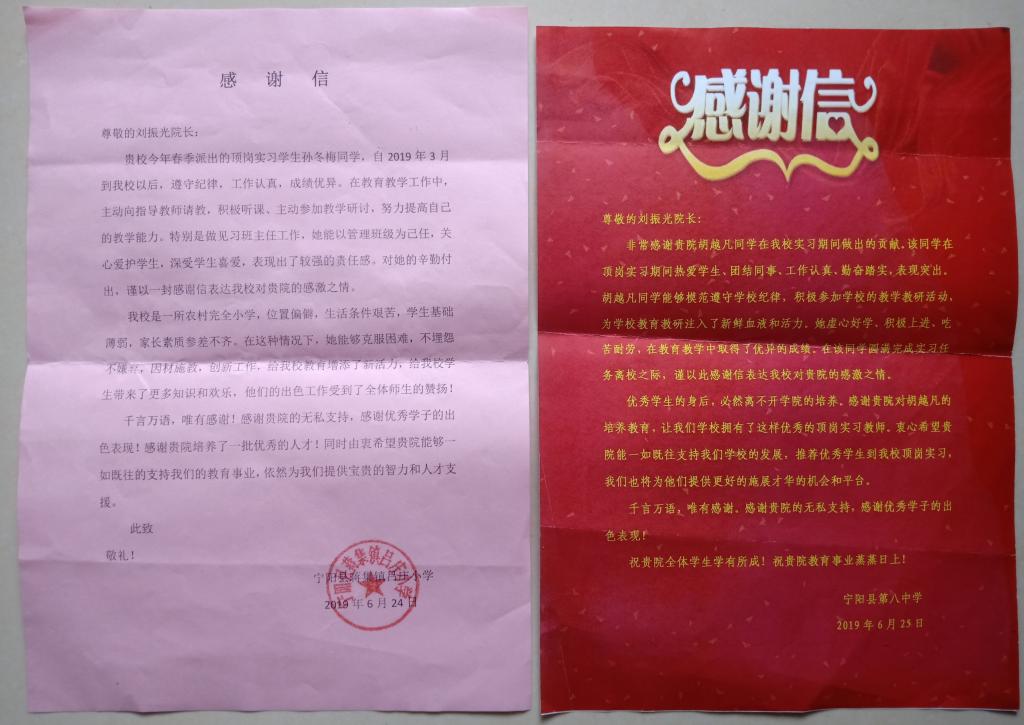 感 谢 信
尊敬的刘振光院长：
贵校今年春季派出的顶岗实习学生孙冬梅同学，自 2019 年 3 月
到我校以后，遵守纪律，工作认真，成绩优异。在教育教学工作中，
主动向指导教师请教，积极听课、主动参加教学研讨，努力提高自己
的教学能力。特别是做见习班主任工作，她能以管理班级为己任，关
心爱护学生，深受学生喜爱，表现出了较强的责任感。对她的辛勤付
出，谨以一封感谢信表达我校对贵院的感激之情。
我校是一所农村完全小学，位置偏僻，生活条件艰苦，学生基础
薄弱，家长素质参差不齐。在这种情况下，她能够克服困难，不埋怨
不嫌弃，因材施教，创新工作，给我校教育增添了新活力，给我校学
生带来了更多知识和欢乐，他们的出色工作受到了全体师生的赞扬！
千言万语，唯有感谢！感谢贵院的无私支持，感谢优秀学子的出
色表现！感谢贵院培养了一批优秀的人才！同时由衷希望贵院能够一
如既往的支持我们的教育事业，依然为我们提供宝贵的智力和人才支
援。
此致
敬礼！
宁阳县蒋集镇吕庄小学
2019 年 6 月 24 日
宁阳县蒋集镇吕庄小学
感谢信
尊敬的刘振光院长：
非常感谢贵院胡越凡同学在我校实习期间做出的贡献。该同学在
顶岗实习期间热爱学生、团结同事、工作认真、勤奋踏实，表现突出。
胡越凡同学能够模范遵守学校纪律，积极参加学校的教学教研活动，
为学校教育教研注入了新鲜血液和活力。她虚心好学、积极上进、吃
苦耐劳，在教育教学中取得了优异的成绩。在该同学圆满完成实习任
务离校之际，谨以此感谢信表达我校对贵院的感激之情。
优秀学生的身后，必然离不开学院的培养。感谢贵院对胡越凡的
培养教育，让我们学校拥有了这样优秀的顶岗实习教师。衷心希望贵
院能一如既往支持我们学校的发展，推荐优秀学生到我校顶岗实习，
我们也将为他们提供更好的施展才华的机会和平台。
千言万语，唯有感谢。感谢贵院的无私支持，感谢优秀学子的出
色表现！
祝贵院全体学生学有所成！祝贵院教育事业蒸蒸日上！
宁阳县第八中学
2019 年 6 月 25 日